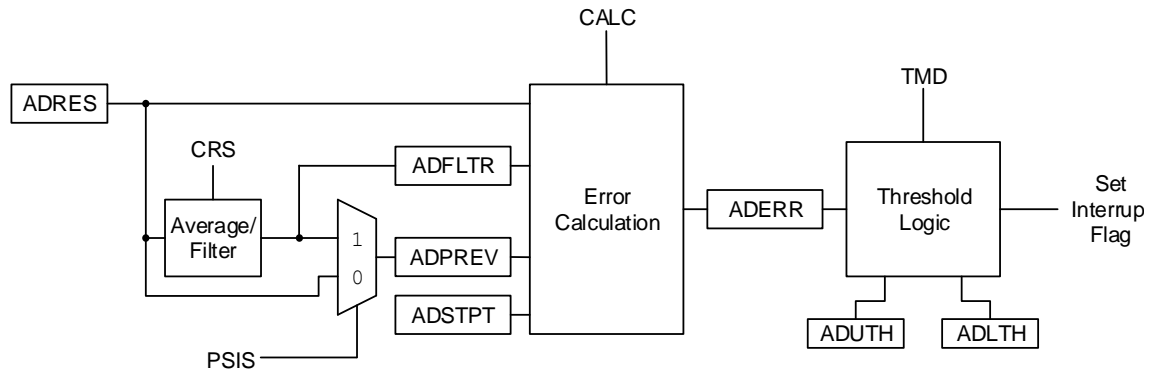 CALC
TMD
ADRES
CRS
ADFLTR
Average/
Filter
1
0
ADPREV
ADSTPT
PSIS
Error
Calculation
ADERR
Threshold
Logic
ADUTH
ADLTH
Set
Interrup
Flag